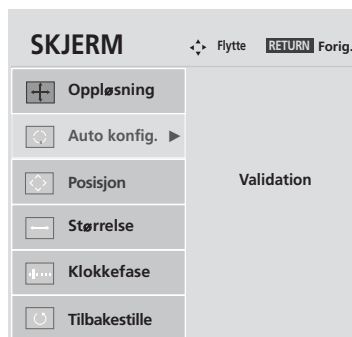 SKJERM Flytte RETURN Forig.
Oppløsning
Auto konfig. ►
Posisjon
Validation
Størrelse
Klokkefase
Tilbakestille